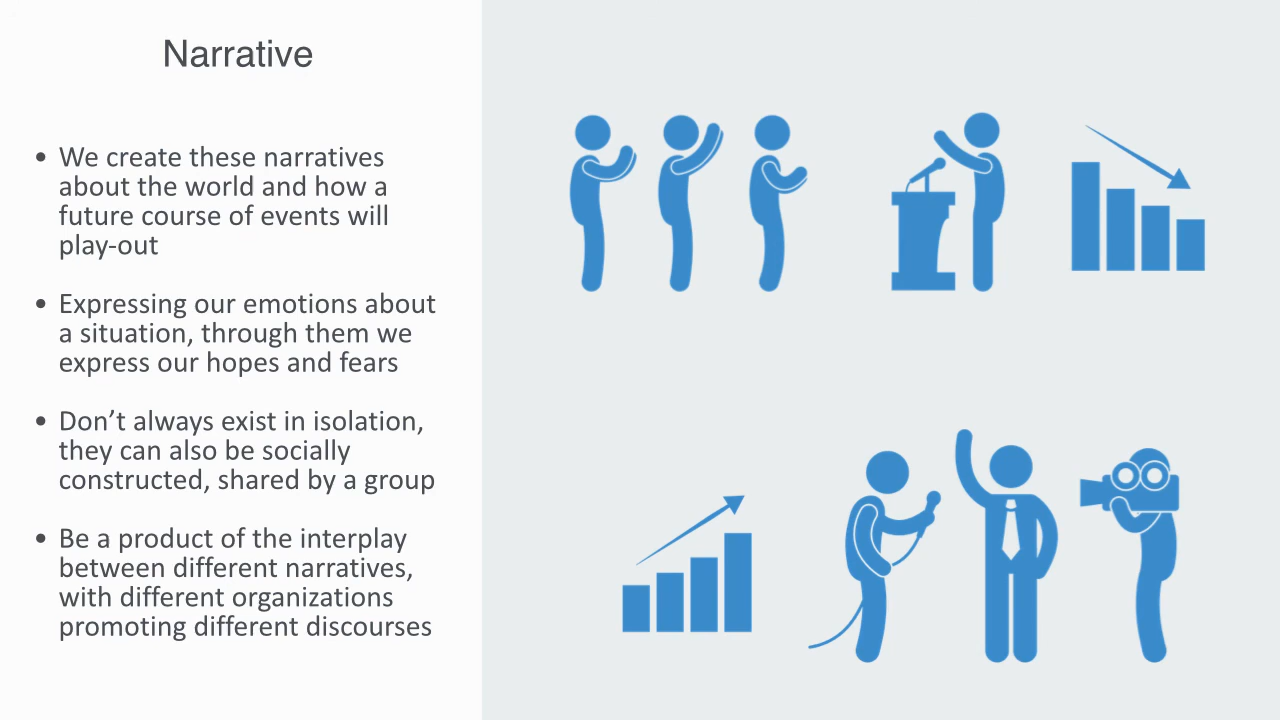 Narrative
• We create these narratives
about the world and how a
future course of events will
play-out
• Expressing our emotions about
a situation, through them we
express our hopes and fears
• Don’t always exist in isolation,
they can also be socially
constructed, shared by a group
• Be a product of the interplay
between different narratives,
with different organizations
promoting different discourses